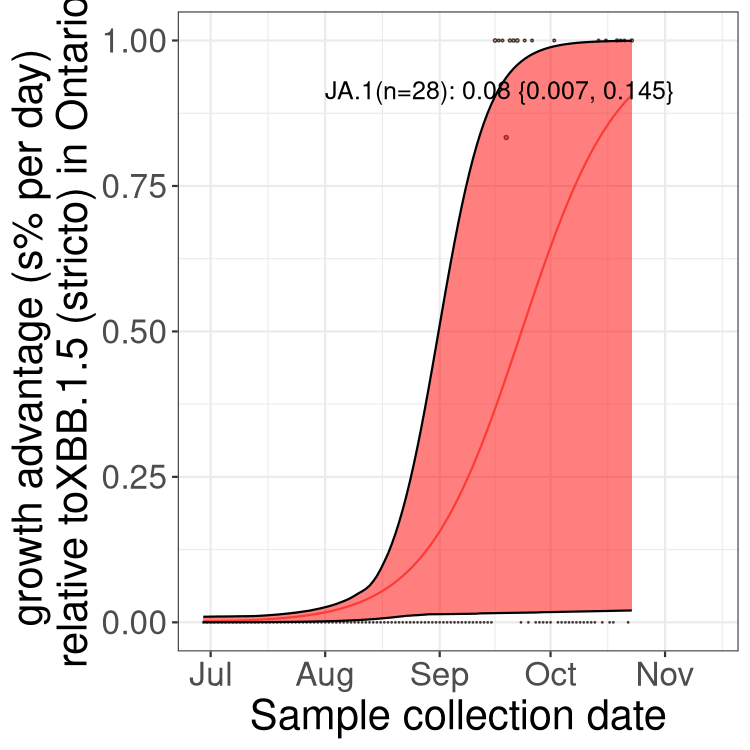 growth advantage (s% per day)
relative toXBB.1.5 (stricto) in Ontario
1.00
0.75
0.50
0.25
0.00
JA.1(n=28): 0.08 {0.007, 0.145}
Jul Aug Sep Oct Nov
Sample collection date